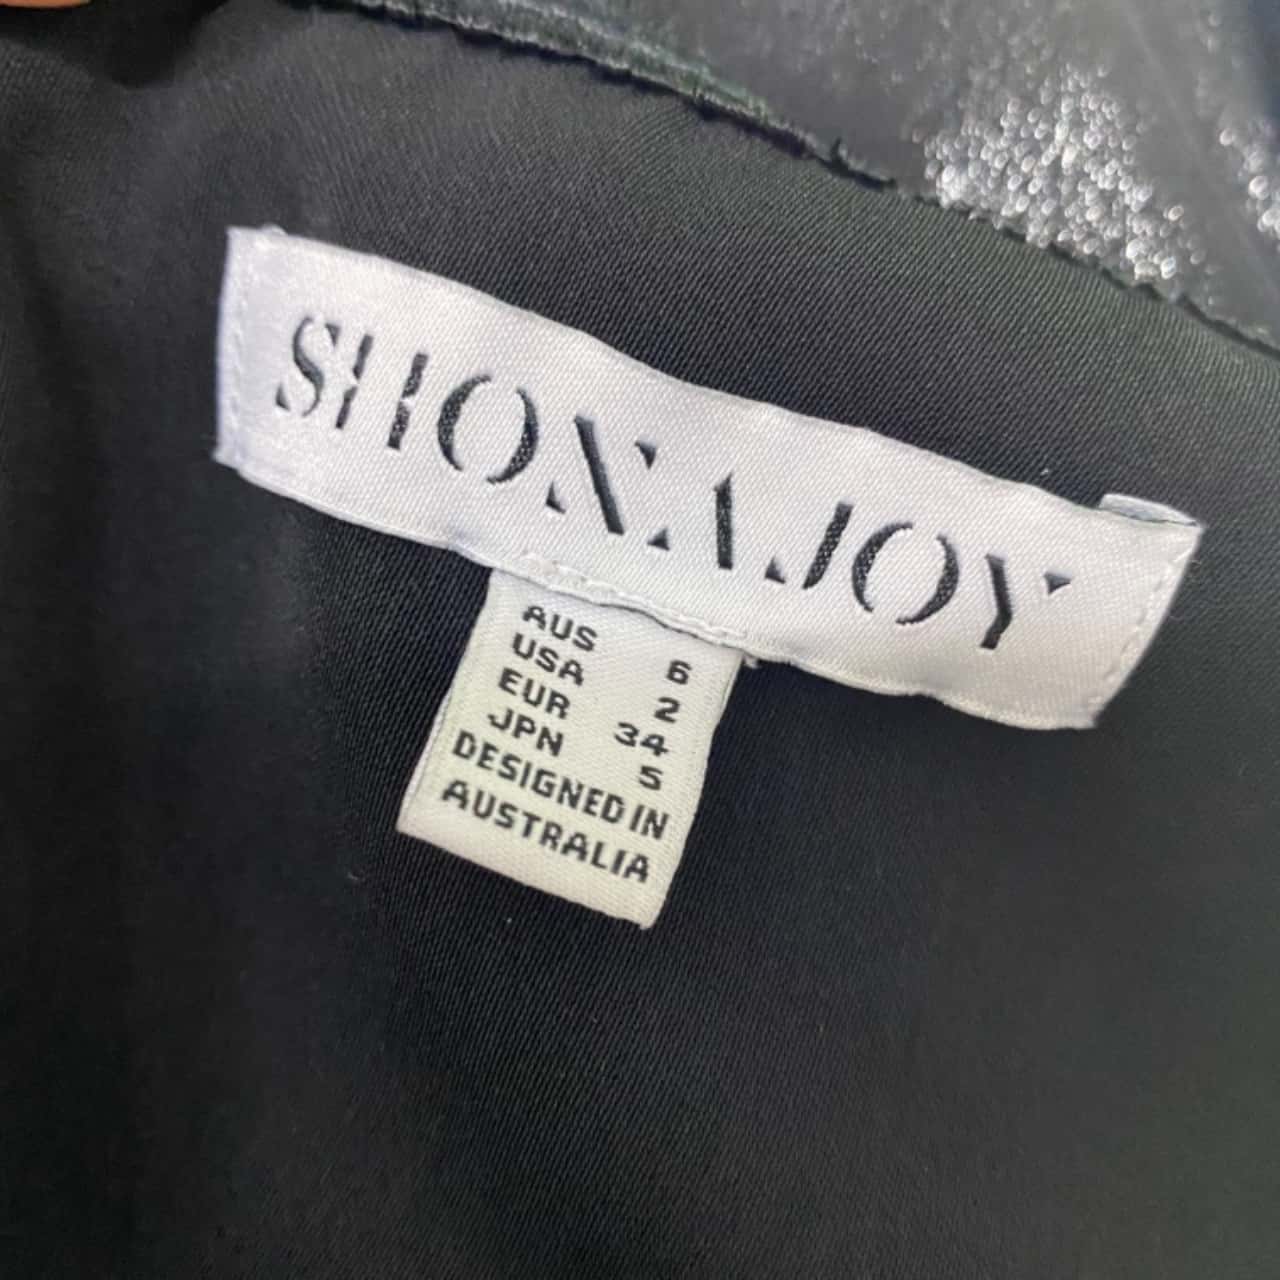 SHONA JOY
AUS 6
USA 2
EUR 34
JPN 5
DESIGNED IN
AUSTRALIA